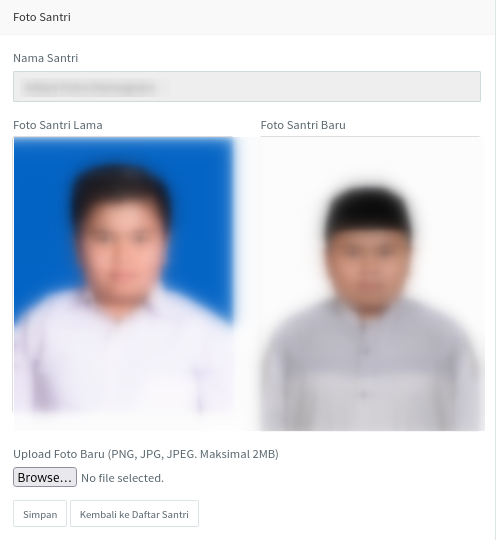 Foto Santri
Nama Santri
Foto Santri Lama
Foto Santri Baru
Upload Foto Baru (PNG, JPG, JPEG. Maksimal 2MB)
Browse... No file selected.
Simpan
Kembali ke Daftar Santri